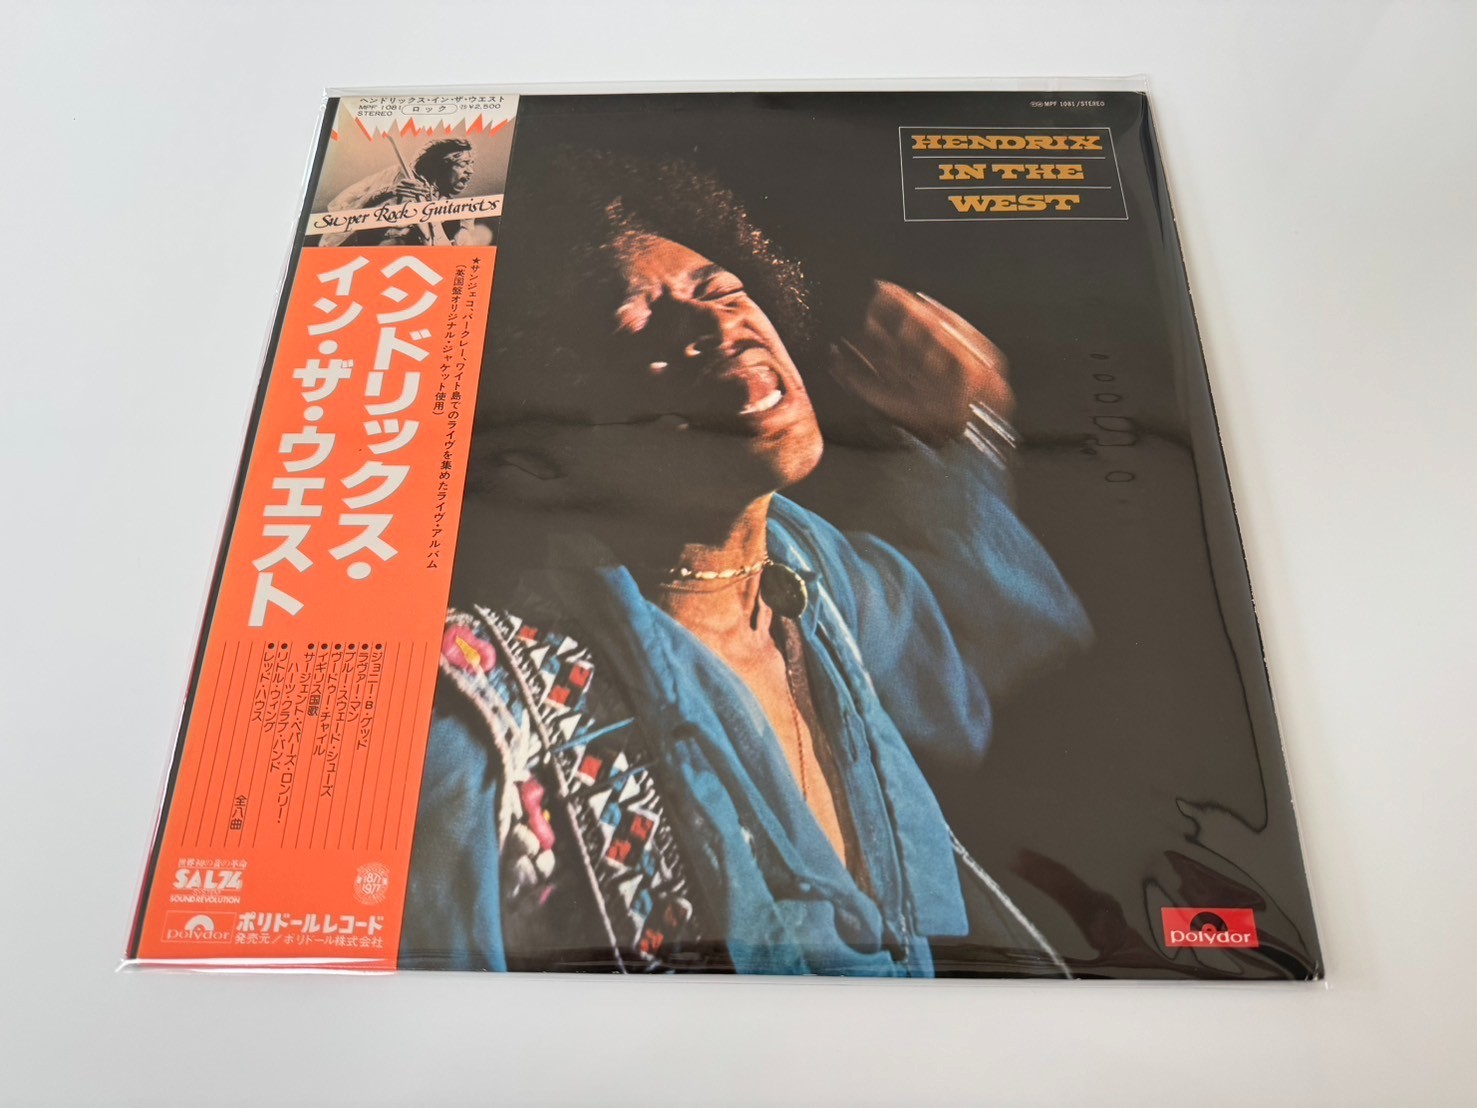 ヘンドリックス・イン・ザ・ウエスト
MPF 1081 ロック ¥2,500
STEREO
Super Rock Guitarists
MPF 1081 / STEREO
HENDRIX
IN THE
WEST
★サンジェゴ、バークレー、ワイト島でのライヴを集めたライヴ・アルバム
(英国盤オリジナル・ジャケット使用)
ヘンドリックス・
イン・ザ・ウエスト
●ジョニー・B・グッド
●ラヴァー・マン
●ブルー・スウェード・シューズ
●ヴードゥー・チャイル
●イギリス国歌
●サージェント・ペパーズ・ロンリー・
ハーツ・クラブ・バンド
●リトル・ウィング
●レッド・ハウス
全八曲
世界初の音の革命
SAL74
SOUND REVOLUTION
1877
1977
polydor
ポリドールレコード
発売元/ポリドール株式会社
polydor